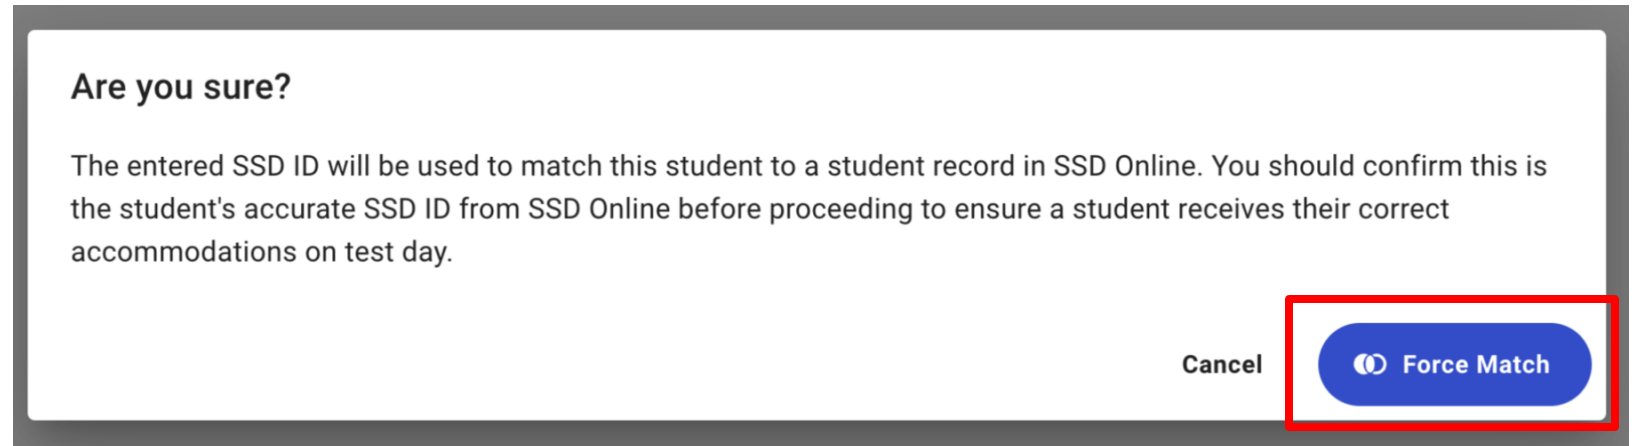 Are you sure?
The entered SSD ID will be used to match this student to a student record in SSD Online. You should confirm this is
the student's accurate SSD ID from SSD Online before proceeding to ensure a student receives their correct
accommodations on test day.
Cancel
Force Match